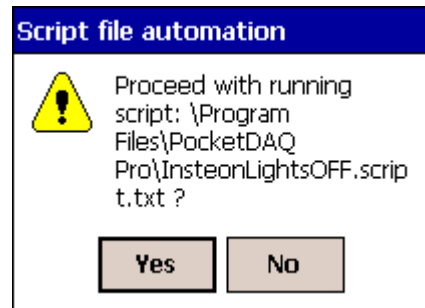 Script file automation
Proceed with running
script: \Program
Files\PocketDAQ
Pro\InsteonLightsOFF.scrip
t.txt ?
Yes No